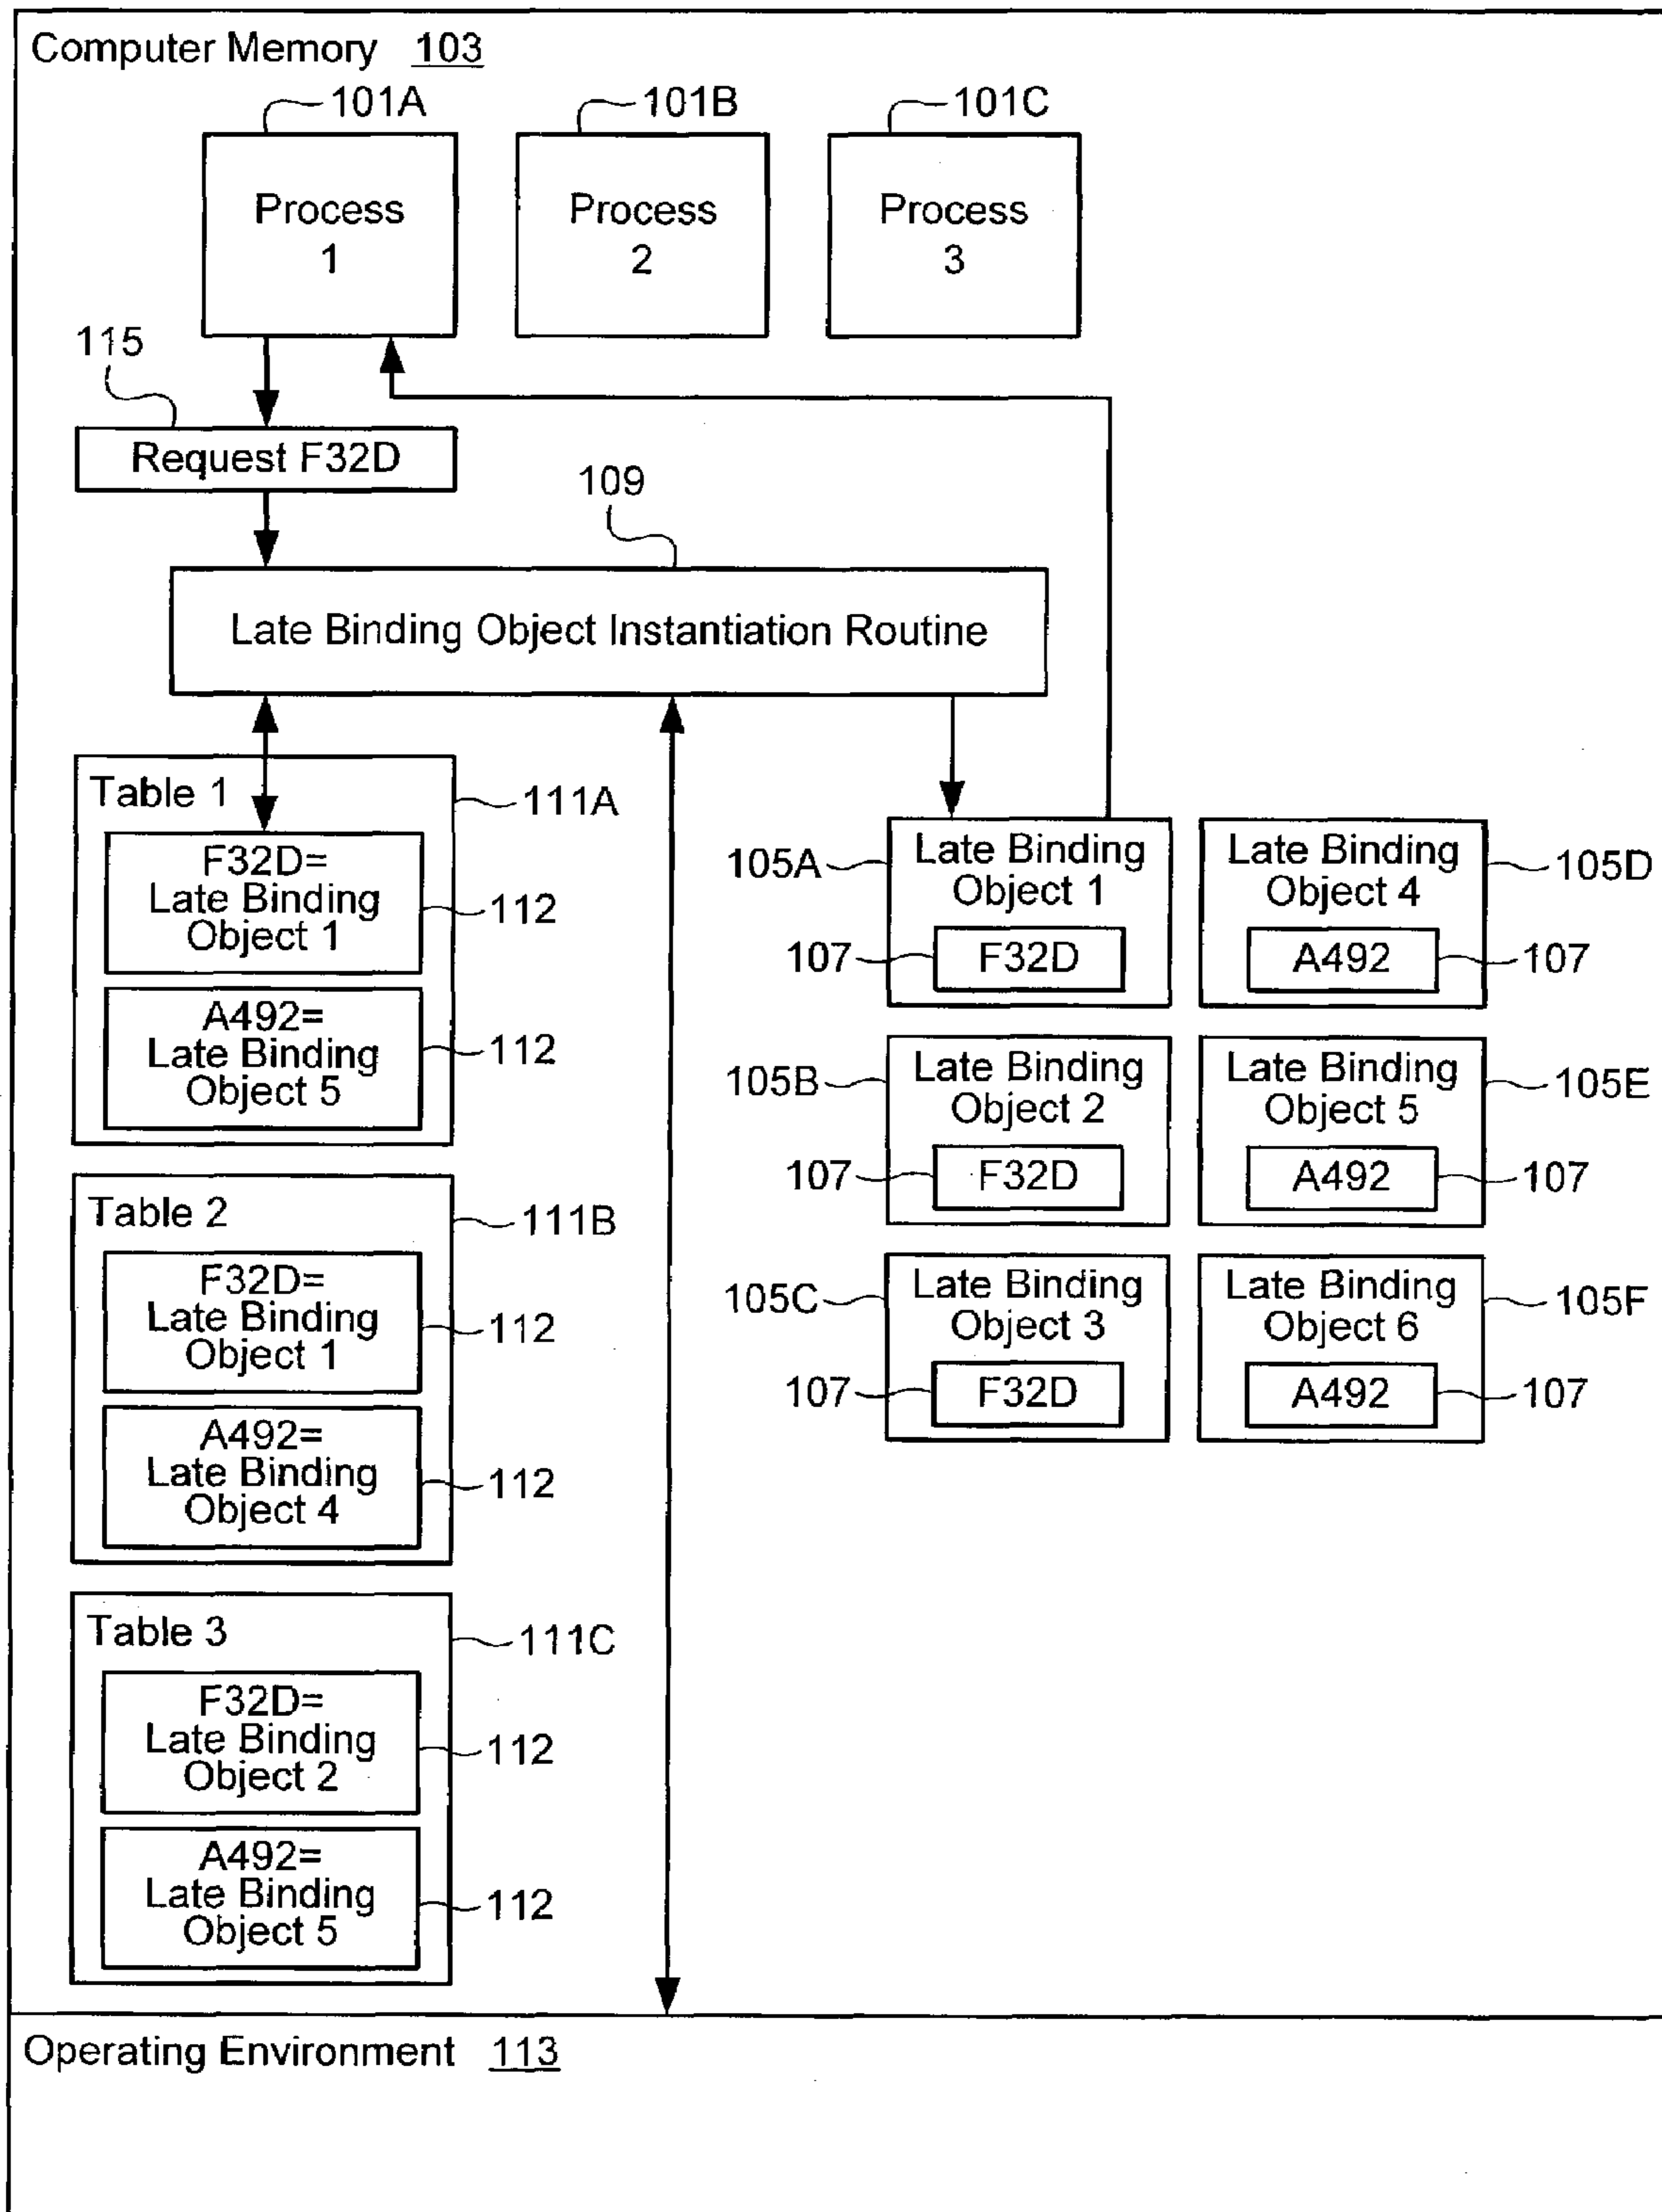 Computer Memory 103
101A
101B
101C
Process
1
Process
2
Process
3
115
Request F32D
109
Late Binding Object Instantiation Routine
Table 1
111A
F32D=
Late Binding
Object 1
112
A492=
Late Binding
Object 5
112
Table 2
111B
F32D=
Late Binding
Object 1
112
A492=
Late Binding
Object 4
112
Table 3
111C
F32D=
Late Binding
Object 2
112
A492=
Late Binding
Object 5
112
105A
Late Binding
Object 1
107
F32D
Late Binding
Object 4
105D
A492
107
105B
Late Binding
Object 2
107
F32D
Late Binding
Object 5
105E
A492
107
105C
Late Binding
Object 3
107
F32D
Late Binding
Object 6
105F
A492
107
Operating Environment 113